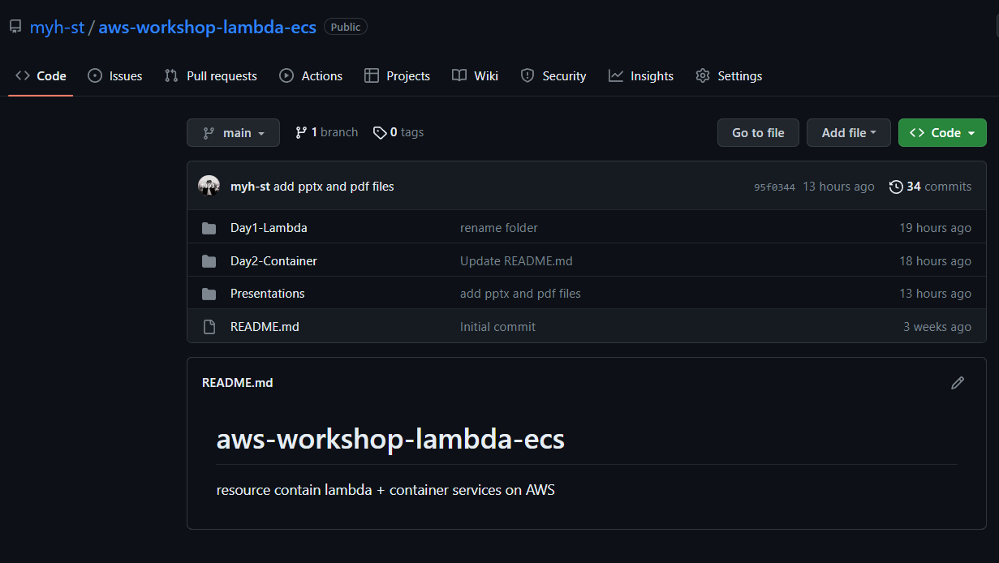 myh-st / aws-workshop-lambda-ecs Public
Code Issues Pull requests Actions Projects Wiki Security Insights Settings
main 1 branch 0 tags Go to file Add file Code
myh-st add pptx and pdf files 95f0344 13 hours ago 34 commits
Day1-Lambda rename folder 19 hours ago
Day2-Container Update README.md 18 hours ago
Presentations add pptx and pdf files 13 hours ago
README.md Initial commit 3 weeks ago
README.md
aws-workshop-lambda-ecs
resource contain lambda + container services on AWS